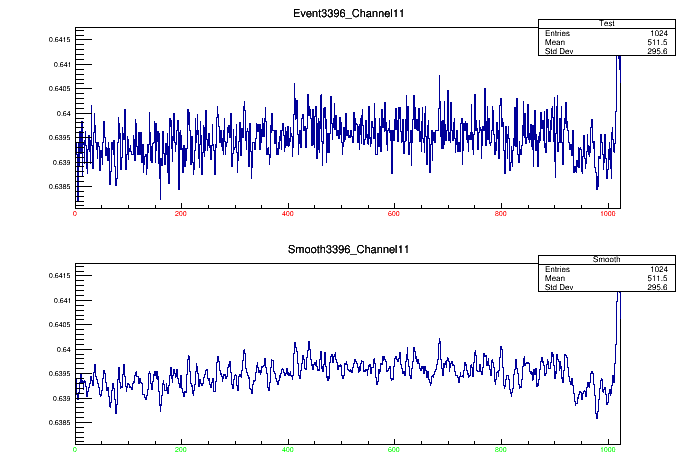 Event3396_Channel11
Test
Entries 1024
Mean 511.5
Std Dev 295.6
0.6415
0.641
0.6405
0.64
0.6395
0.639
0.6385
0 200 400 600 800 1000
Smooth3396_Channel11
Smooth
Entries 1024
Mean 511.5
Std Dev 295.6
0.6415
0.641
0.6405
0.64
0.6395
0.639
0.6385
0 200 400 600 800 1000